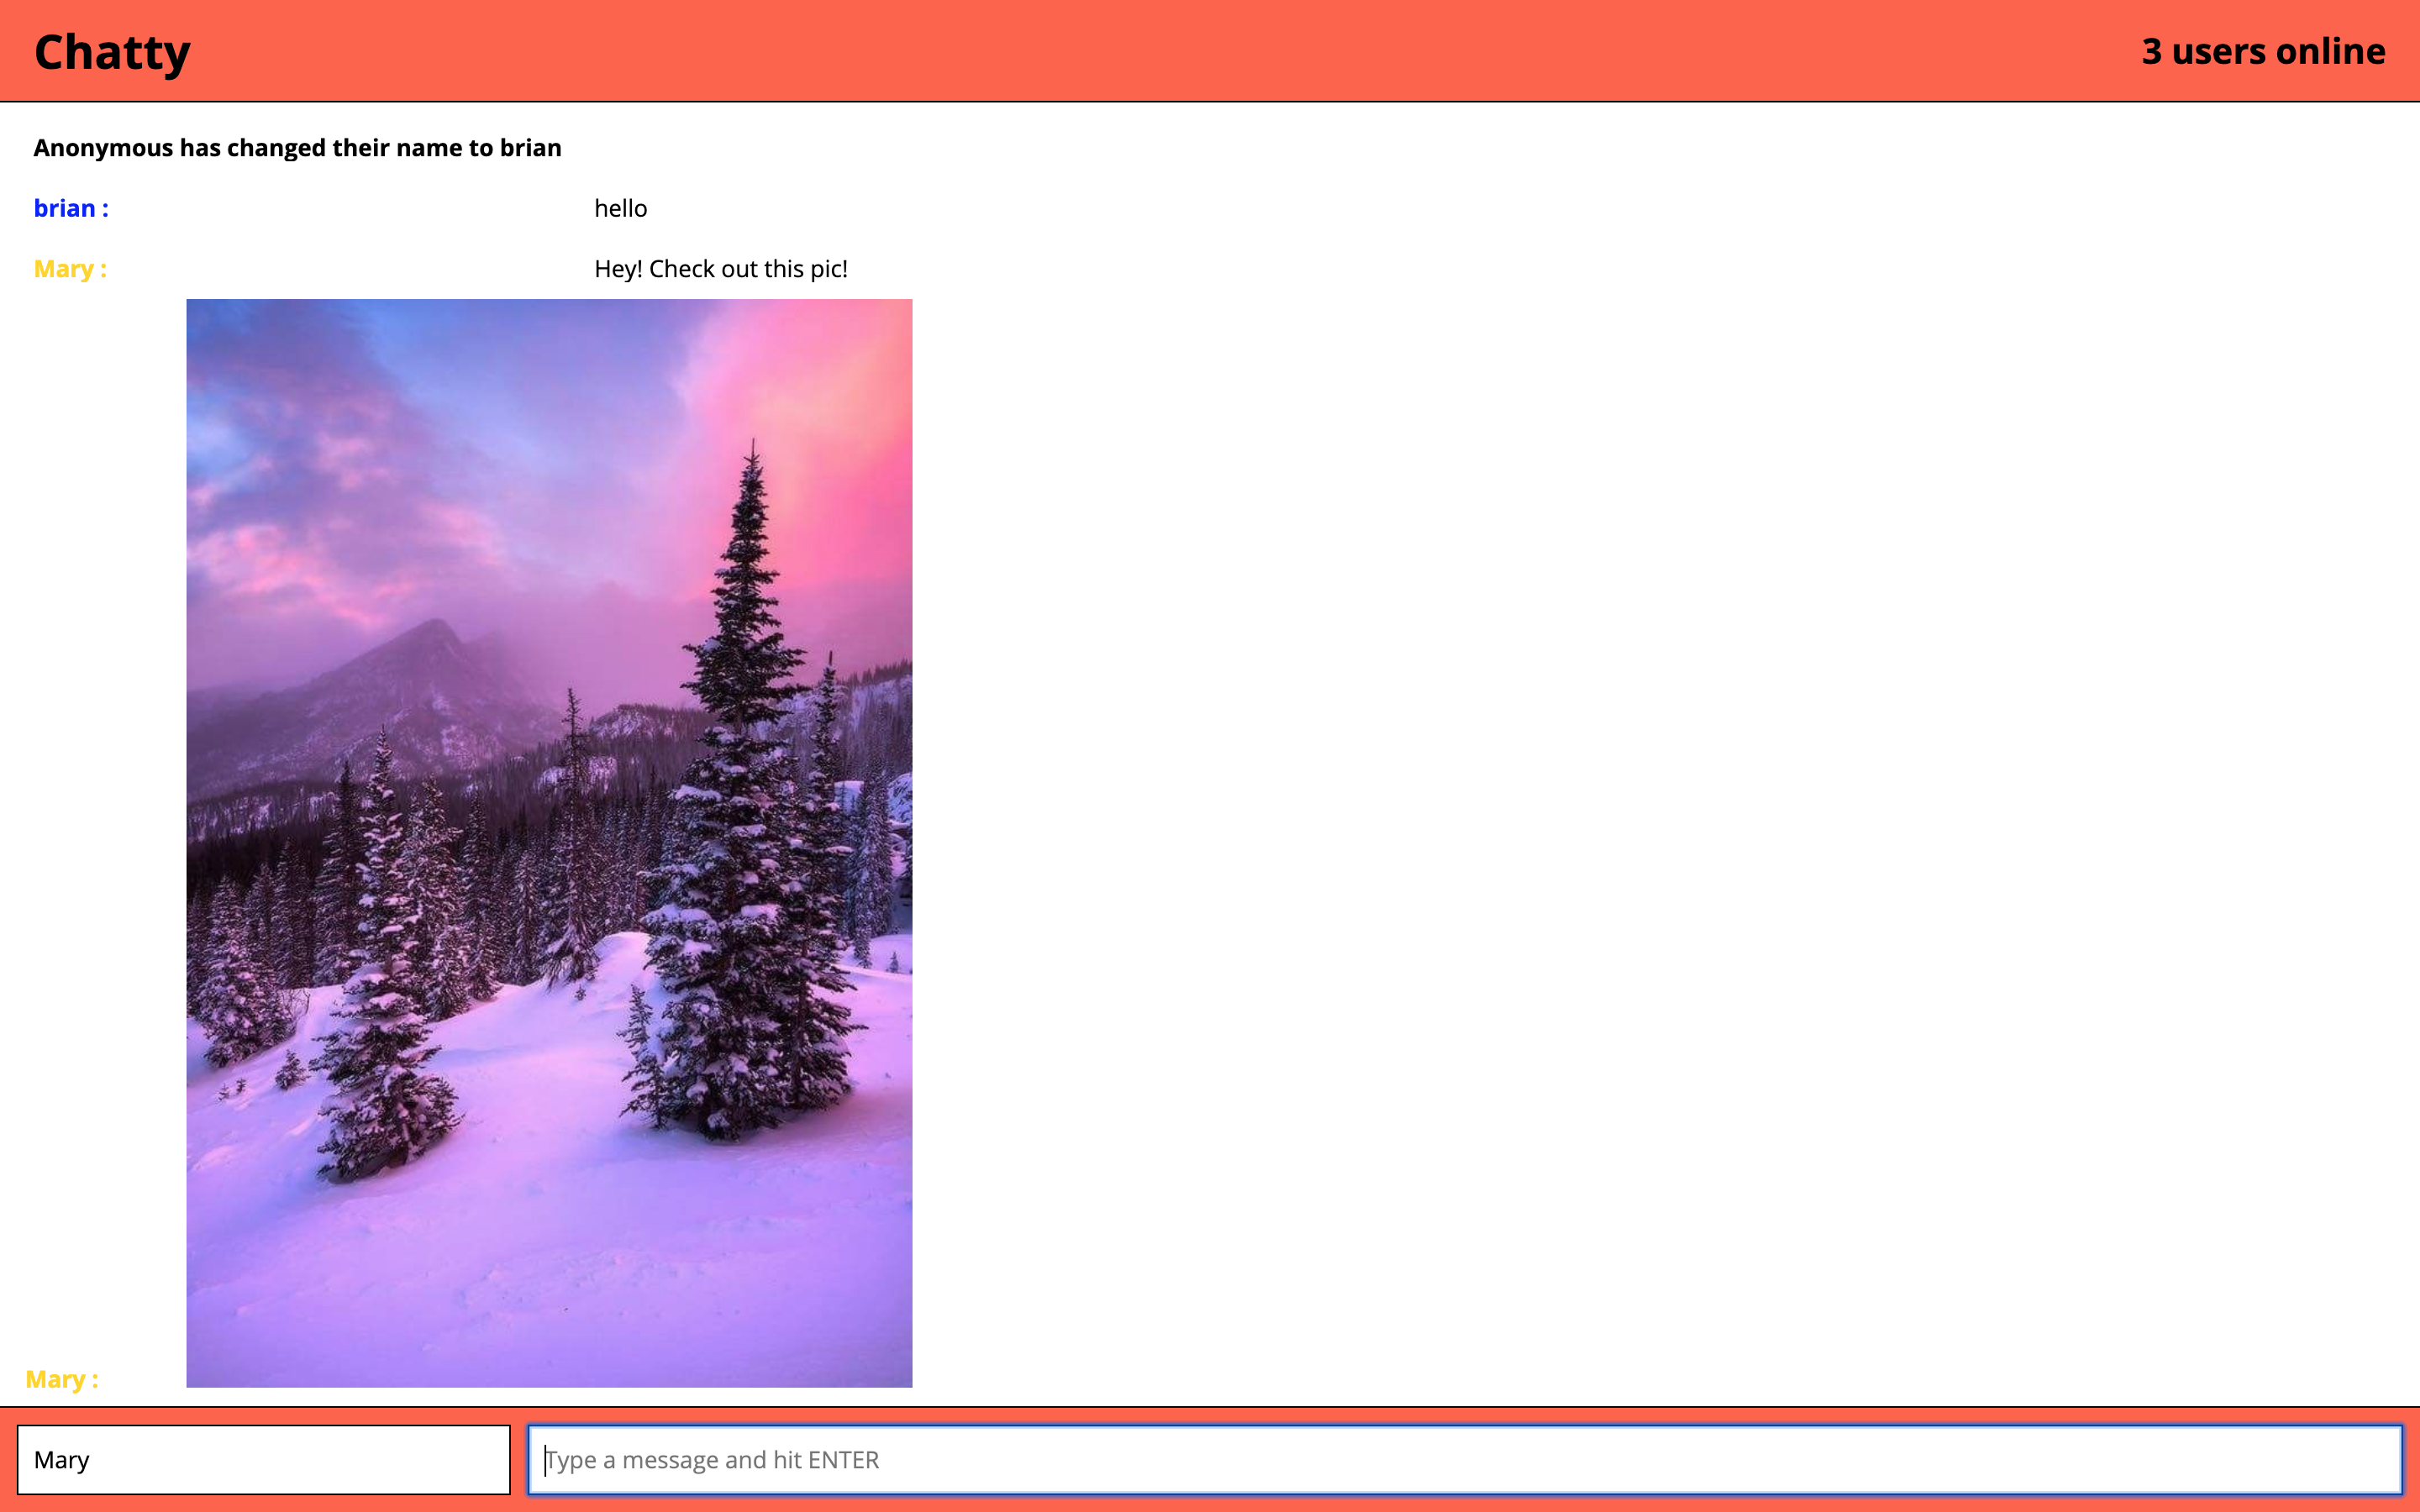 Chatty
3 users online
Anonymous has changed their name to brian
brian : hello
Mary : Hey! Check out this pic!
Mary :
Mary
Type a message and hit ENTER